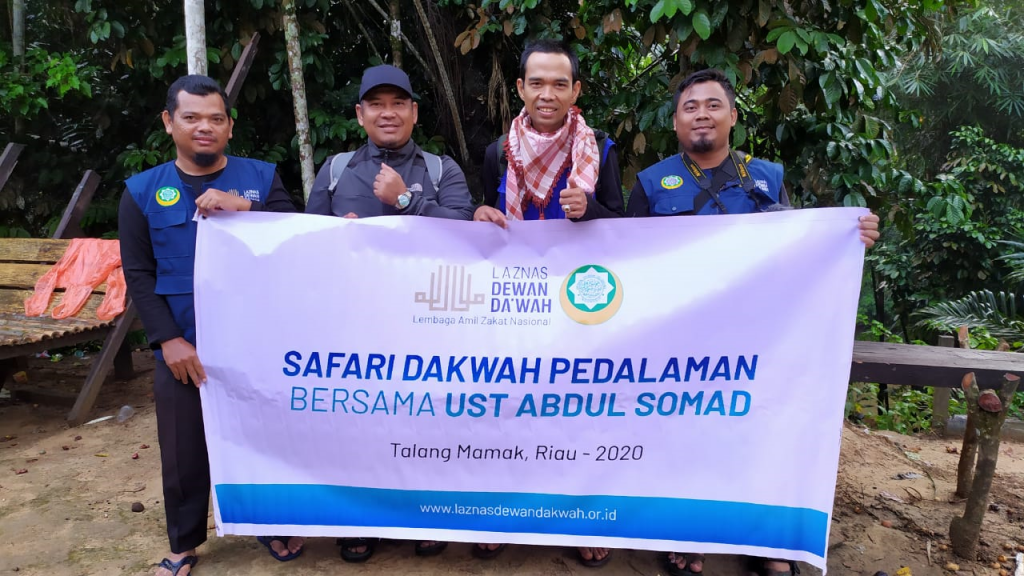 LAZNAS
DEWAN
DA'WAH
Lembaga Amil Zakat Nasional
SAFARI DAKWAH PEDALAMAN
BERSAMA UST ABDUL SOMAD
Talang Mamak, Riau - 2020
www.laznasdewandakwah.or.id